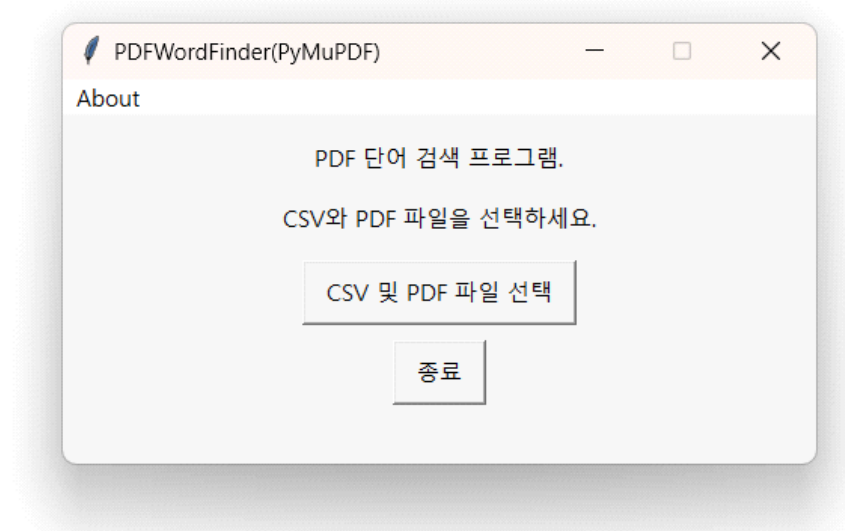 PDFWordFinder(PyMuPDF)
About
PDF 단어 검색 프로그램.
CSV와 PDF 파일을 선택하세요.
CSV 및 PDF 파일 선택
종료